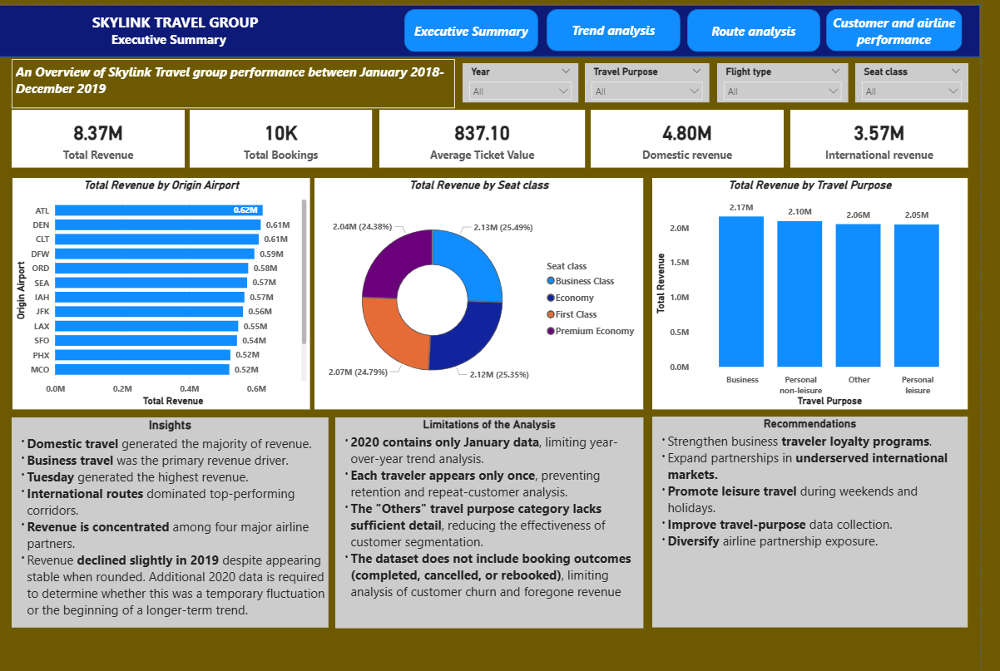 SKYLINK TRAVEL GROUP
Executive Summary
Executive Summary
Trend analysis
Route analysis
Customer and airline
performance
An Overview of Skylink Travel group performance between January 2018-
December 2019
Year
All
Travel Purpose
All
Flight type
All
Seat class
All
8.37M
Total Revenue
10K
Total Bookings
837.10
Average Ticket Value
4.80M
Domestic revenue
3.57M
International revenue
Total Revenue by Origin Airport
Origin Airport
ATL 0.62M
DEN 0.61M
CLT 0.61M
DFW 0.59M
ORD 0.58M
SEA 0.57M
IAH 0.57M
JFK 0.56M
LAX 0.55M
SFO 0.54M
PHX 0.52M
MCO 0.52M
0.0M 0.2M 0.4M 0.6M
Total Revenue
Total Revenue by Seat class
2.04M (24.38%)
2.13M (25.49%)
2.07M (24.79%)
2.12M (25.35%)
Seat class
Business Class
Economy
First Class
Premium Economy
Total Revenue by Travel Purpose
Total Revenue
2.0M
1.5M
1.0M
0.5M
0.0M
2.17M 2.10M 2.06M 2.05M
Business
Personal
non-leisure
Other
Personal
leisure
Travel Purpose
Insights
· Domestic travel generated the majority of revenue.
· Business travel was the primary revenue driver.
· Tuesday generated the highest revenue.
· International routes dominated top-performing
corridors.
· Revenue is concentrated among four major airline
partners.
· Revenue declined slightly in 2019 despite appearing
stable when rounded. Additional 2020 data is required
to determine whether this was a temporary fluctuation
or the beginning of a longer-term trend.
Limitations of the Analysis
· 2020 contains only January data, limiting year-
over-year trend analysis.
· Each traveler appears only once, preventing
retention and repeat-customer analysis.
· The "Others" travel purpose category lacks
sufficient detail, reducing the effectiveness of
customer segmentation.
· The dataset does not include booking outcomes
(completed, cancelled, or rebooked), limiting
analysis of customer churn and foregone revenue
Recommendations
· Strengthen business traveler loyalty programs.
· Expand partnerships in underserved international
markets.
· Promote leisure travel during weekends and
holidays.
· Improve travel-purpose data collection.
· Diversify airline partnership exposure.